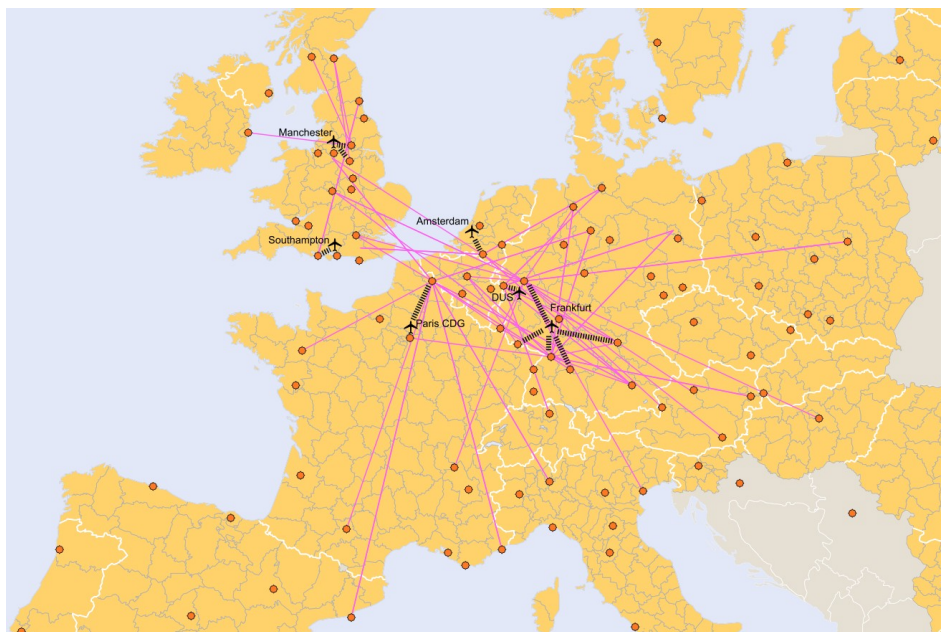 Manchester
Amsterdam
Southampton
DUS
Frankfurt
Paris CDG